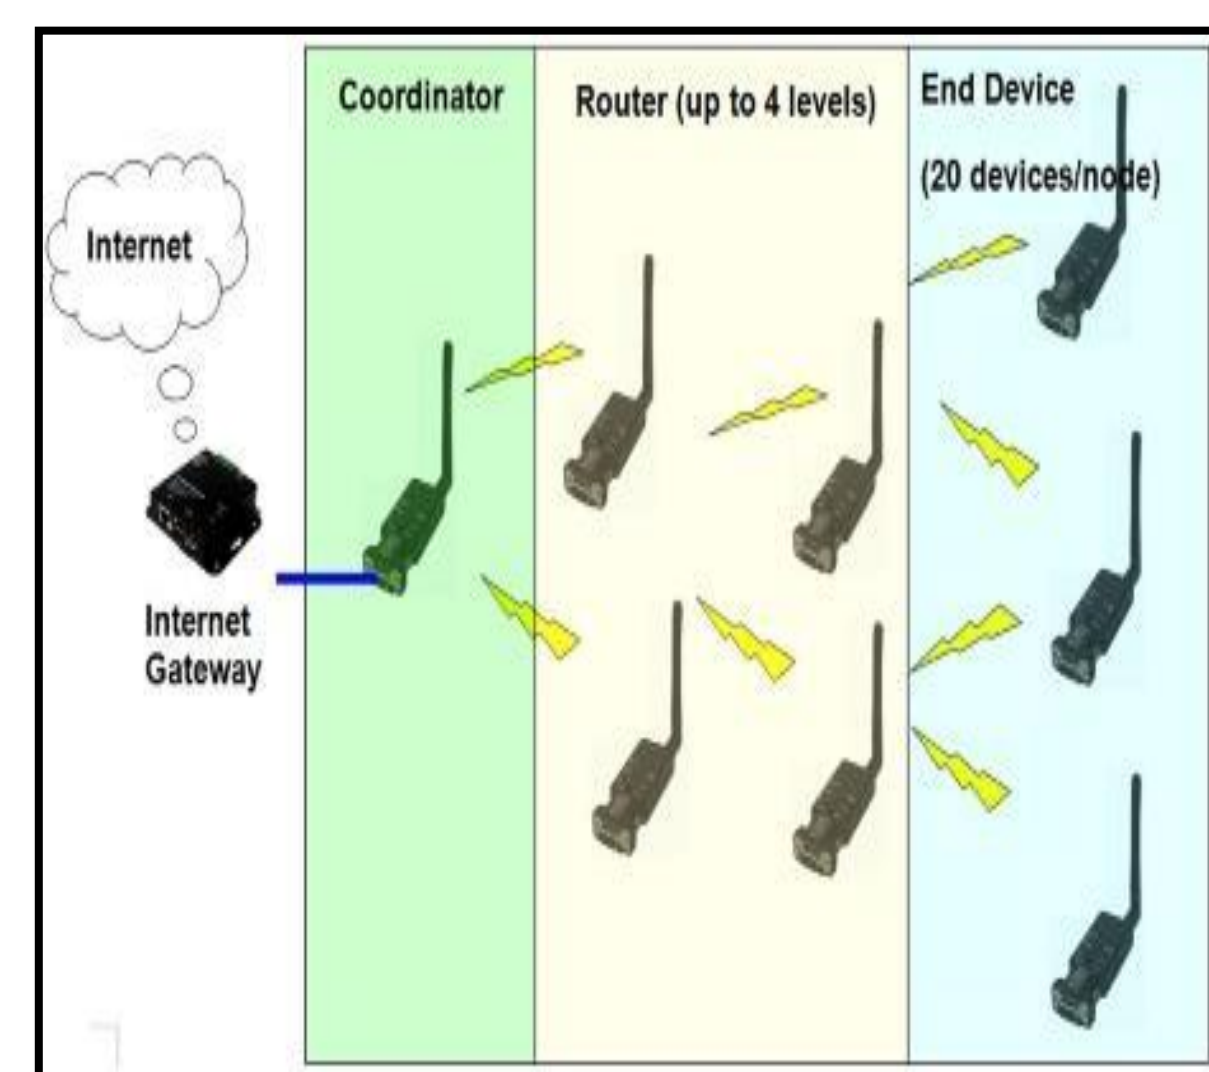 Coordinator
Router (up to 4 levels)
End Device
(20 devices/node)
Internet
Internet
Gateway